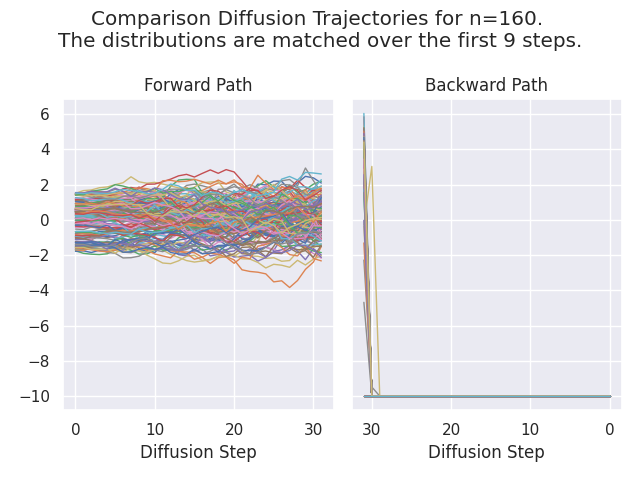 Comparison Diffusion Trajectories for n=160.
The distributions are matched over the first 9 steps.
Forward Path
Backward Path
6
4
2
0
−2
−4
−6
−8
−10
0 10 20 30
30 20 10 0
Diffusion Step
Diffusion Step